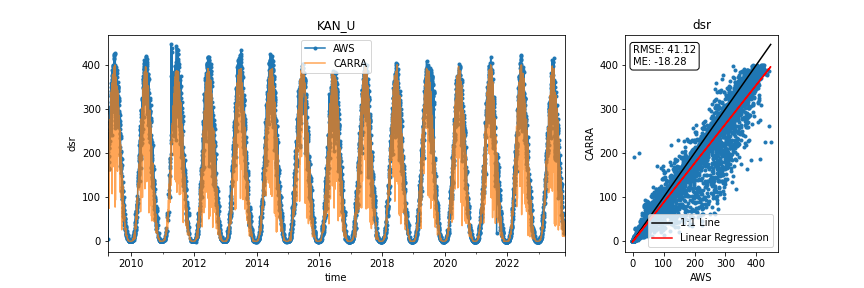 KAN_U
dsr
400
300
200
100
0
2010
2012
2014
2016
2018
2020
2022
time
AWS
CARRA
dsr
CARRA
400
300
200
100
0
0
100
200
300
400
AWS
RMSE: 41.12
ME: -18.28
1:1 Line
Linear Regression